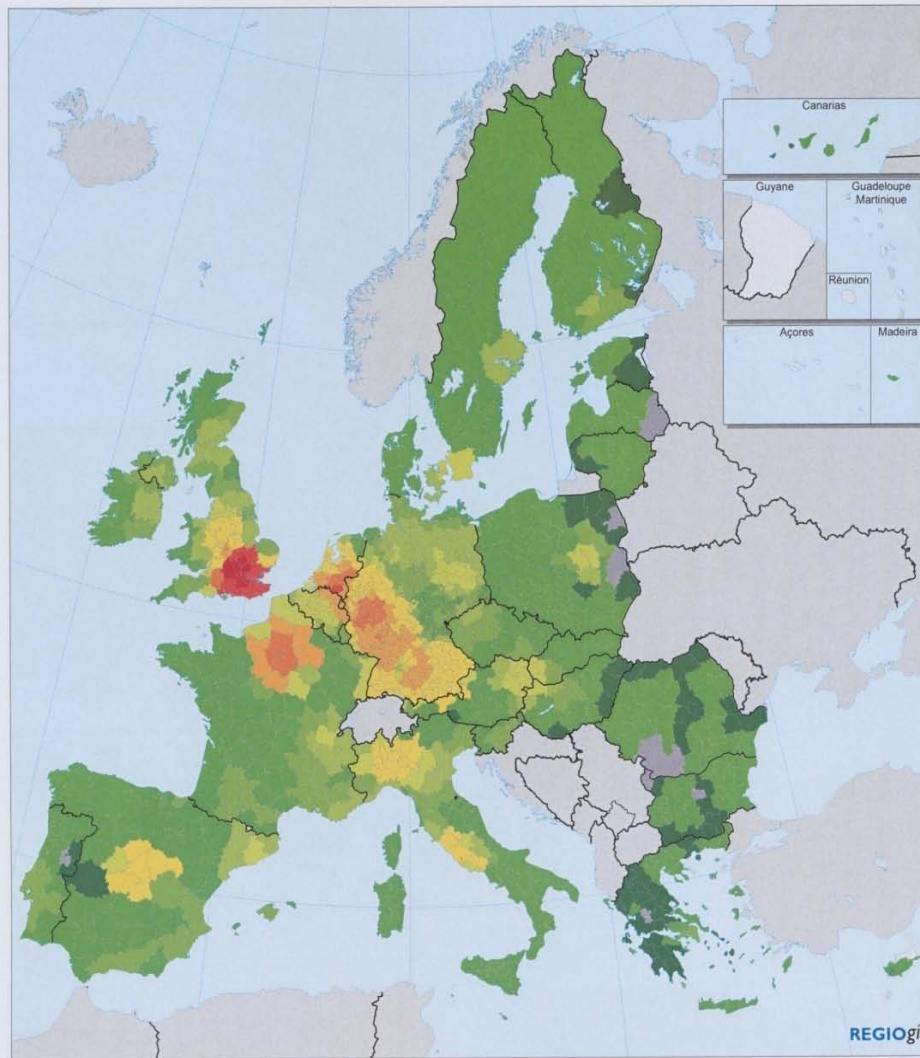 Canarias
Guyane
Guadeloupe
Martinique
Réunion
Açores
Madeira
REGIOgi